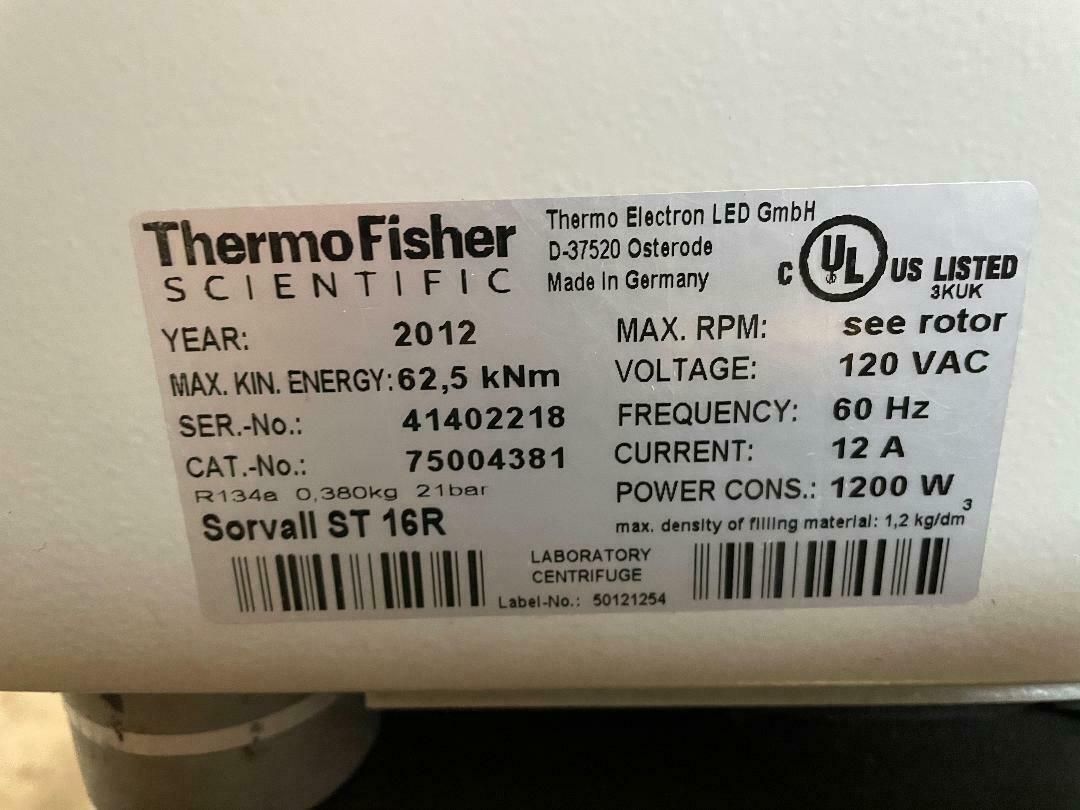 ThermoFisher
SCIENTIFIC
Thermo Electron LED GmbH
D-37520 Osterode
Made in Germany
C UL US LISTED
3KUK
YEAR: 2012
MAX. KIN. ENERGY: 62,5 kNm
SER.-No.: 41402218
CAT.-No.: 75004381
R134a 0,380kg 21bar
Sorvall ST 16R
MAX. RPM: see rotor
VOLTAGE: 120 VAC
FREQUENCY: 60 Hz
CURRENT: 12 A
POWER CONS.: 1200 W
max. density of filling material: 1,2 kg/dm³
LABORATORY
CENTRIFUGE
Label-No.: 50121254